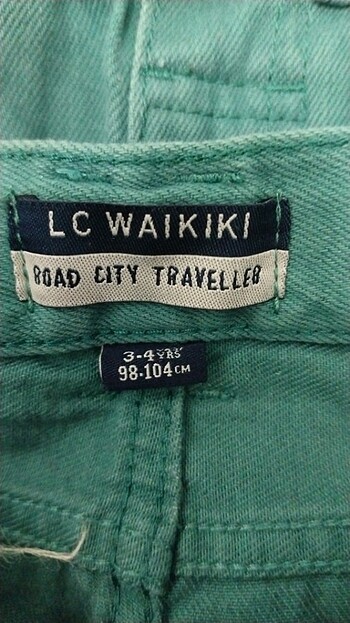 LC WAIKIKI
ROAD CITY TRAVELLER
3-4 YRS
98-104 CM